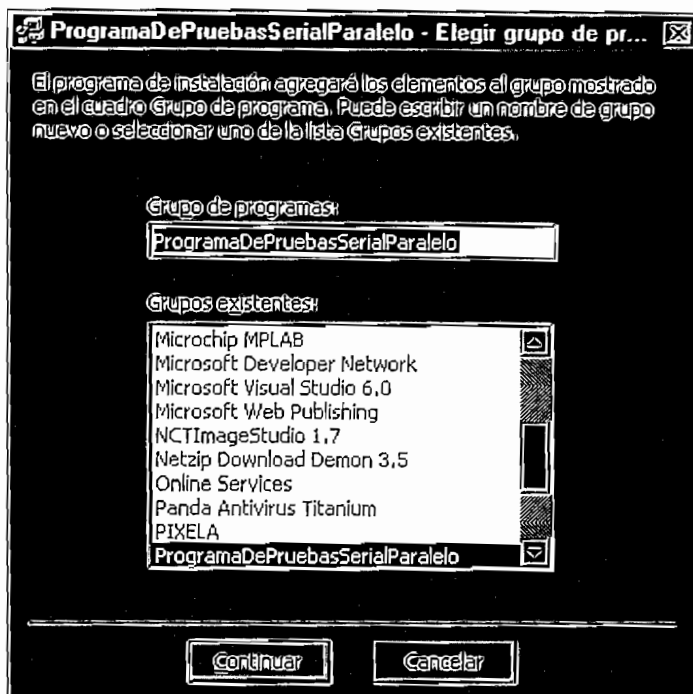 ProgramaDePruebasSerialParalelo - Elegir grupo de pr...
El programa de instalación agregará los elementos al grupo mostrado
en el cuadro Grupo de programa. Puede escribir un nombre de grupo
nuevo o seleccionar uno de la lista Grupos existentes.
Grupo de programas:
ProgramaDePruebasSerialParalelo
Grupos existentes:
Microchip MPLAB
Microsoft Developer Network
Microsoft Visual Studio 6.0
Microsoft Web Publishing
NCTImageStudio 1.7
Netzip Download Demon 3.5
Online Services
Panda Antivirus Titanium
PIXELA
ProgramaDePruebasSerialParalelo
Continuar Cancelar